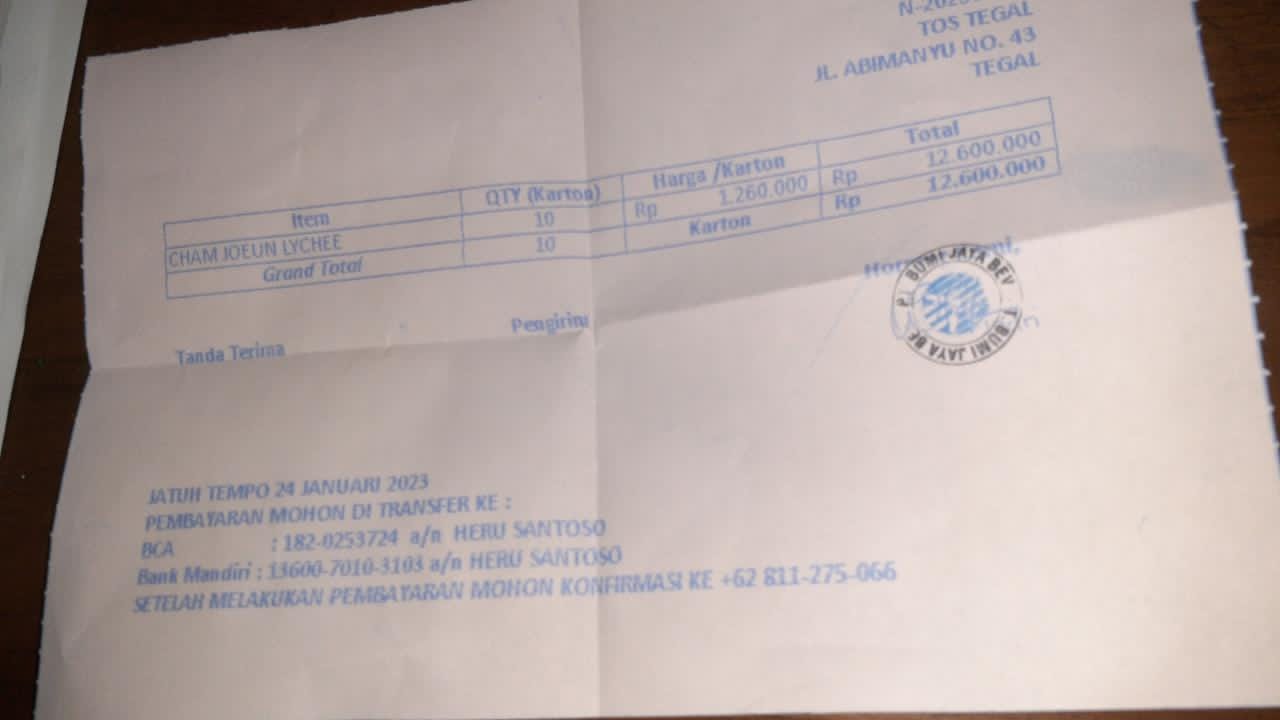 TOS TEGAL
JL. ABIMANYU NO. 43
TEGAL
Item QTY (Karton) Harga /Karton Total
CHAM JOEUN LYCHEE 10 Rp 1.260.000 Rp 12.600.000
Grand Total 10 Karton Rp 12.600.000
Tanda Terima Pengirim
BUMI JAYA BEV
T. BUMI JAYA BE
JATUH TEMPO 24 JANUARI 2023
PEMBAYARAN MOHON DI TRANSFER KE :
BCA : 182-0253724 a/n HERU SANTOSO
Bank Mandiri : 13600-7010-3103 a/n HERU SANTOSO
SETELAH MELAKUKAN PEMBAYARAN MOHON KONFIRMASI KE +62 811-275-066